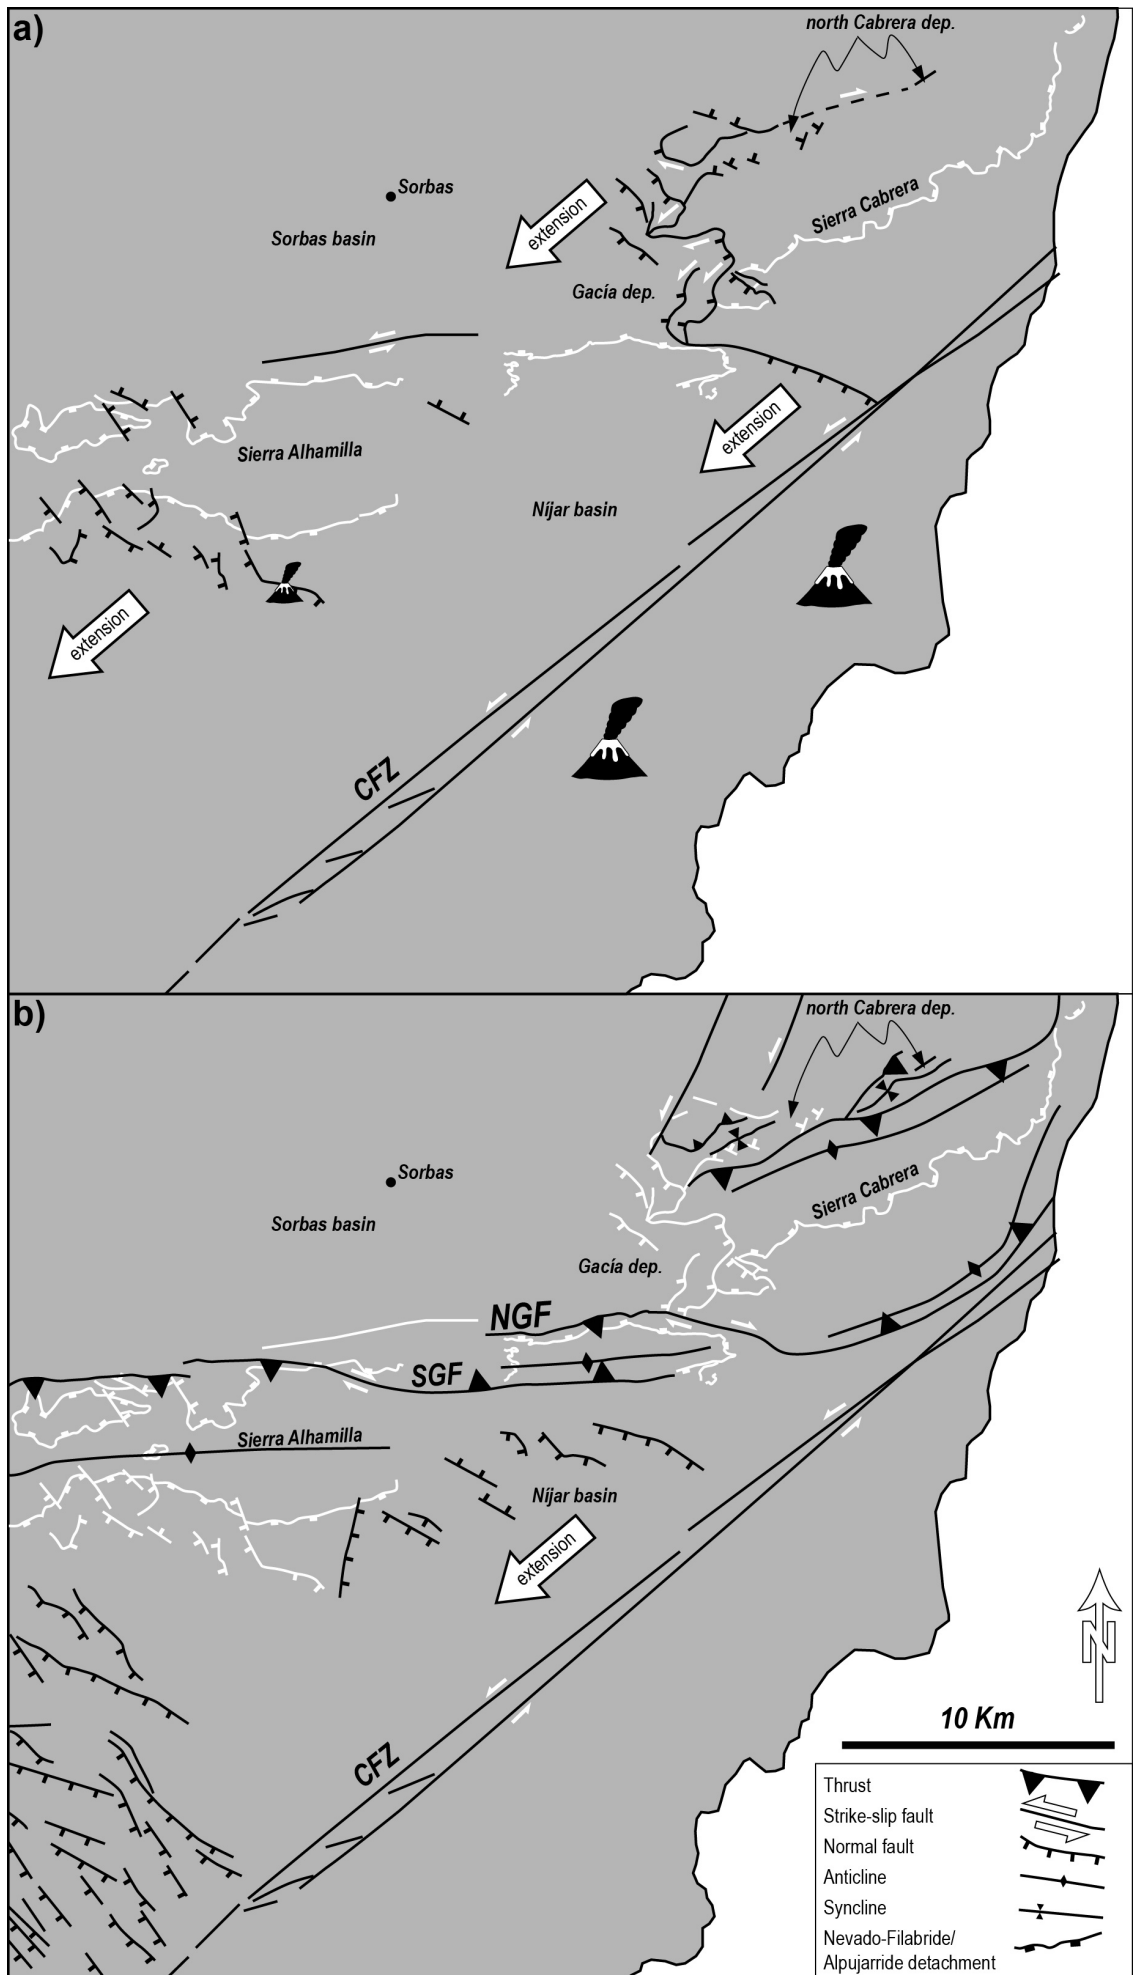 a)
north Cabrera dep.
Sorbas
Sierra Cabrera
extension
Sorbas basin
Gacía dep.
extension
Sierra Alhamilla
Níjar basin
extension
CFZ
b)
north Cabrera dep.
Sorbas
Sierra Cabrera
Sorbas basin
Gacía dep.
NGF
SGF
Sierra Alhamilla
Níjar basin
extension
N
10 Km
CFZ
Thrust
Strike-slip fault
Normal fault
Anticline
Syncline
Nevado-Filabride/
Alpujarride detachment